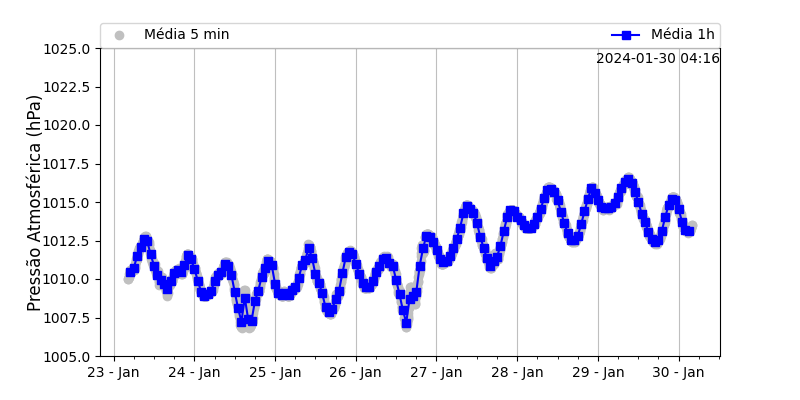 Média 5 min
Média 1h
2024-01-30 04:16
Pressão Atmosférica (hPa)
1025.0
1022.5
1020.0
1017.5
1015.0
1012.5
1010.0
1007.5
1005.0
23 - Jan
24 - Jan
25 - Jan
26 - Jan
27 - Jan
28 - Jan
29 - Jan
30 - Jan